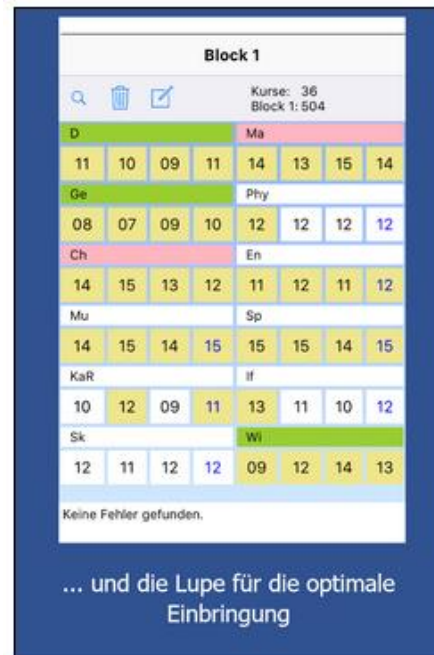 Block 1
Kurse: 36
Block 1: 504
D Ma
11 10 09 11 14 13 15 14
Ge Phy
08 07 09 10 12 12 12 12
Ch En
14 15 13 12 11 12 11 12
Mu Sp
14 15 14 15 15 15 14 15
KaR If
10 12 09 11 13 11 10 12
Sk Wi
12 11 12 12 09 12 14 13
Keine Fehler gefunden.
... und die Lupe für die optimale
Einbringung